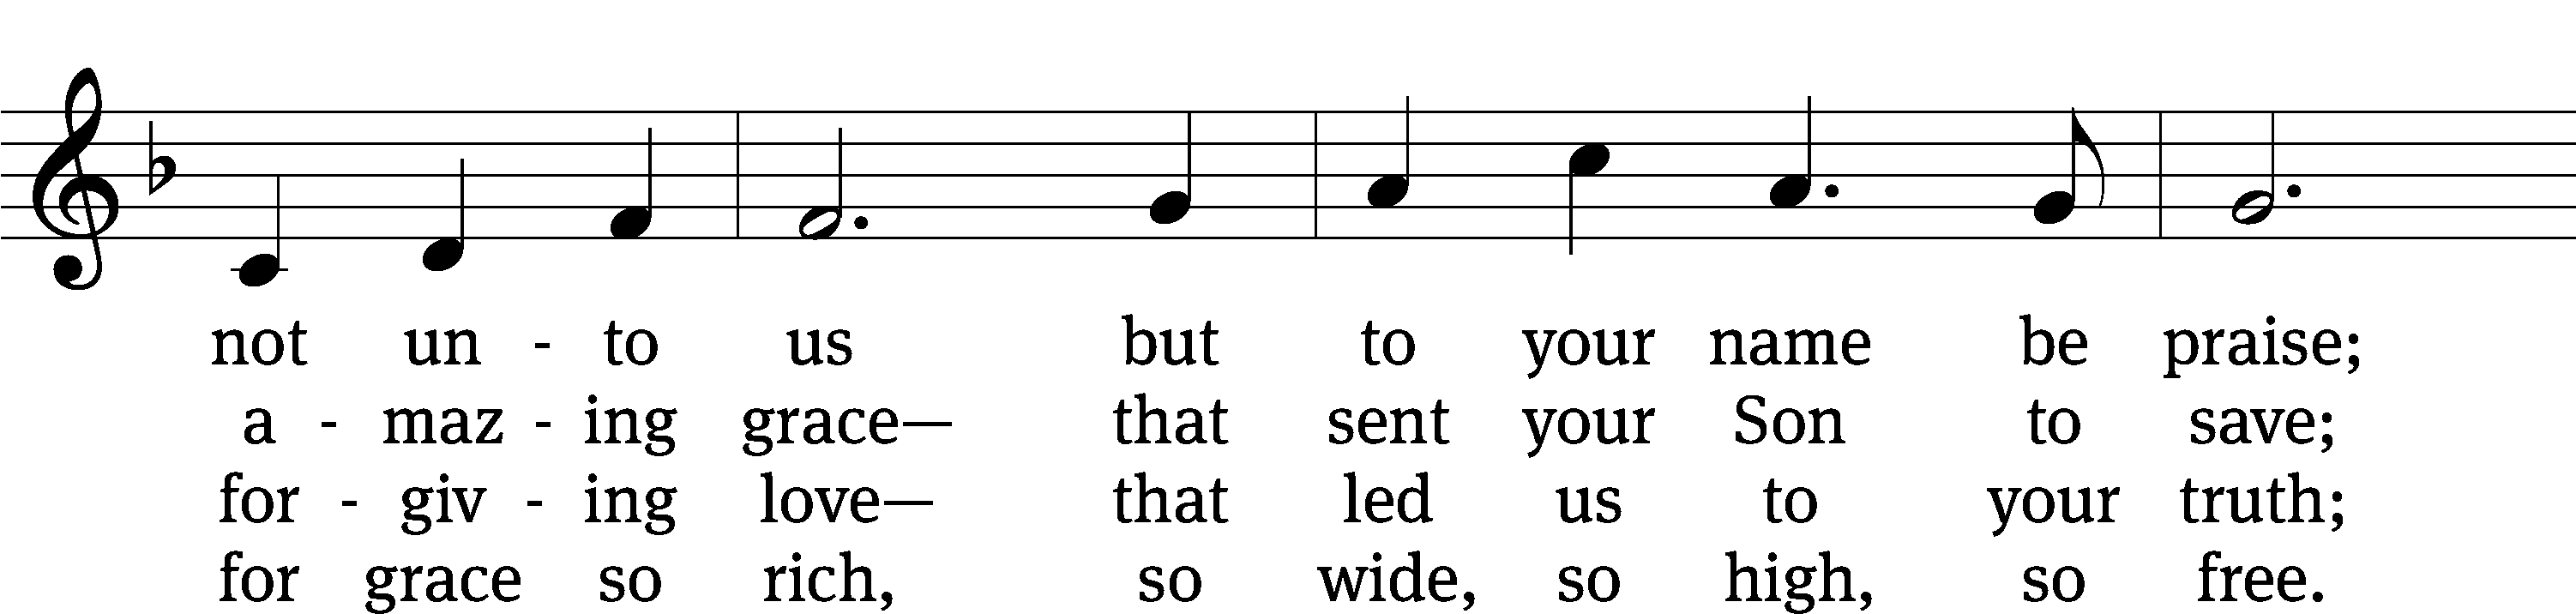 not un - to us but to your name be praise;
a - maz - ing grace— that sent your Son to save;
for - giv - ing love— that led us to your truth;
for grace so rich, so wide, so high, so free.